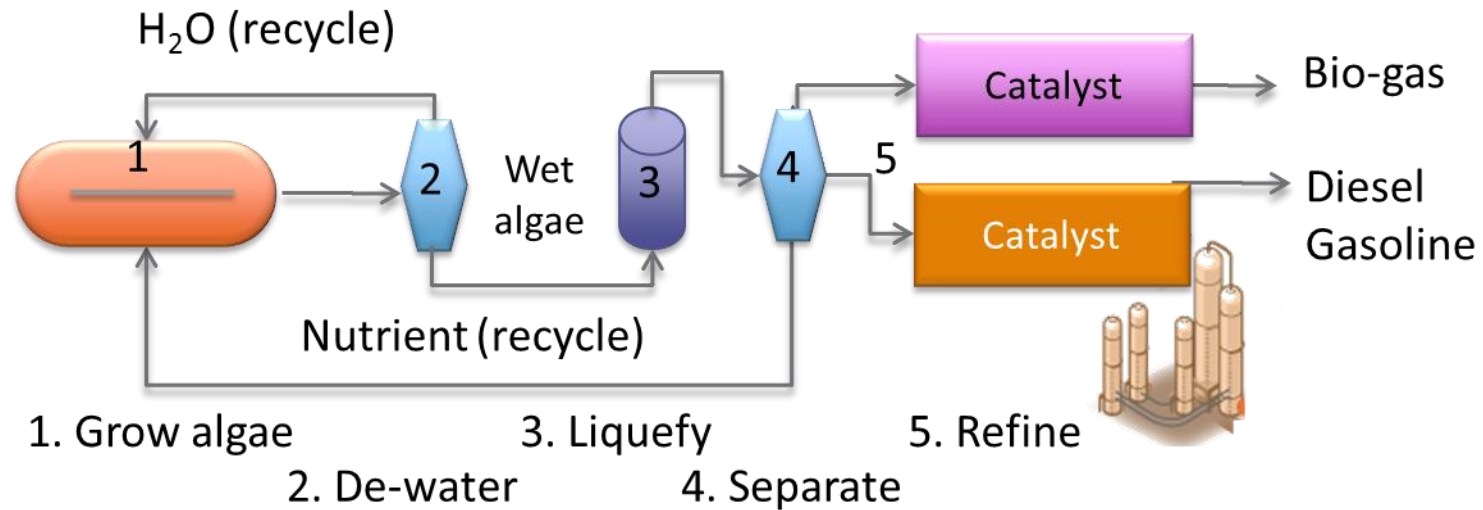 H₂O (recycle)
1
2
Wet
algae
3
4
5
Catalyst
Bio-gas
Catalyst
Diesel
Gasoline
Nutrient (recycle)
1. Grow algae
3. Liquefy
5. Refine
2. De-water
4. Separate